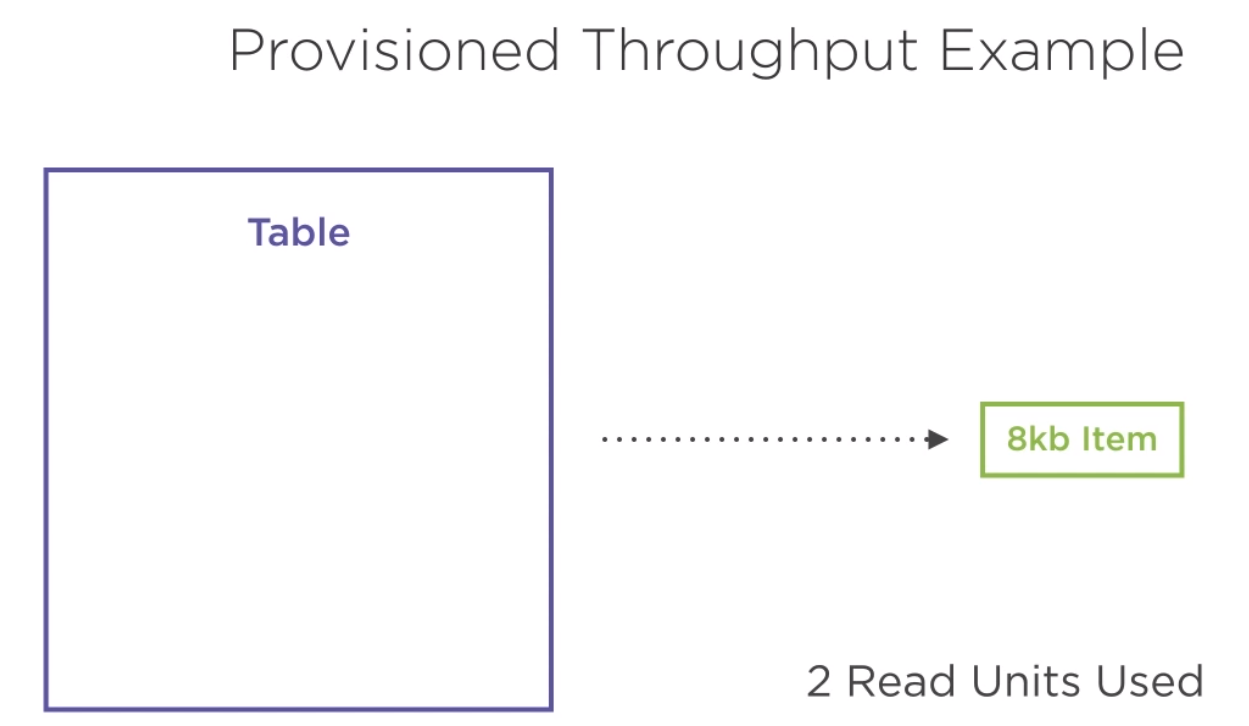 Provisioned Throughput Example
Table
8kb Item
2 Read Units Used